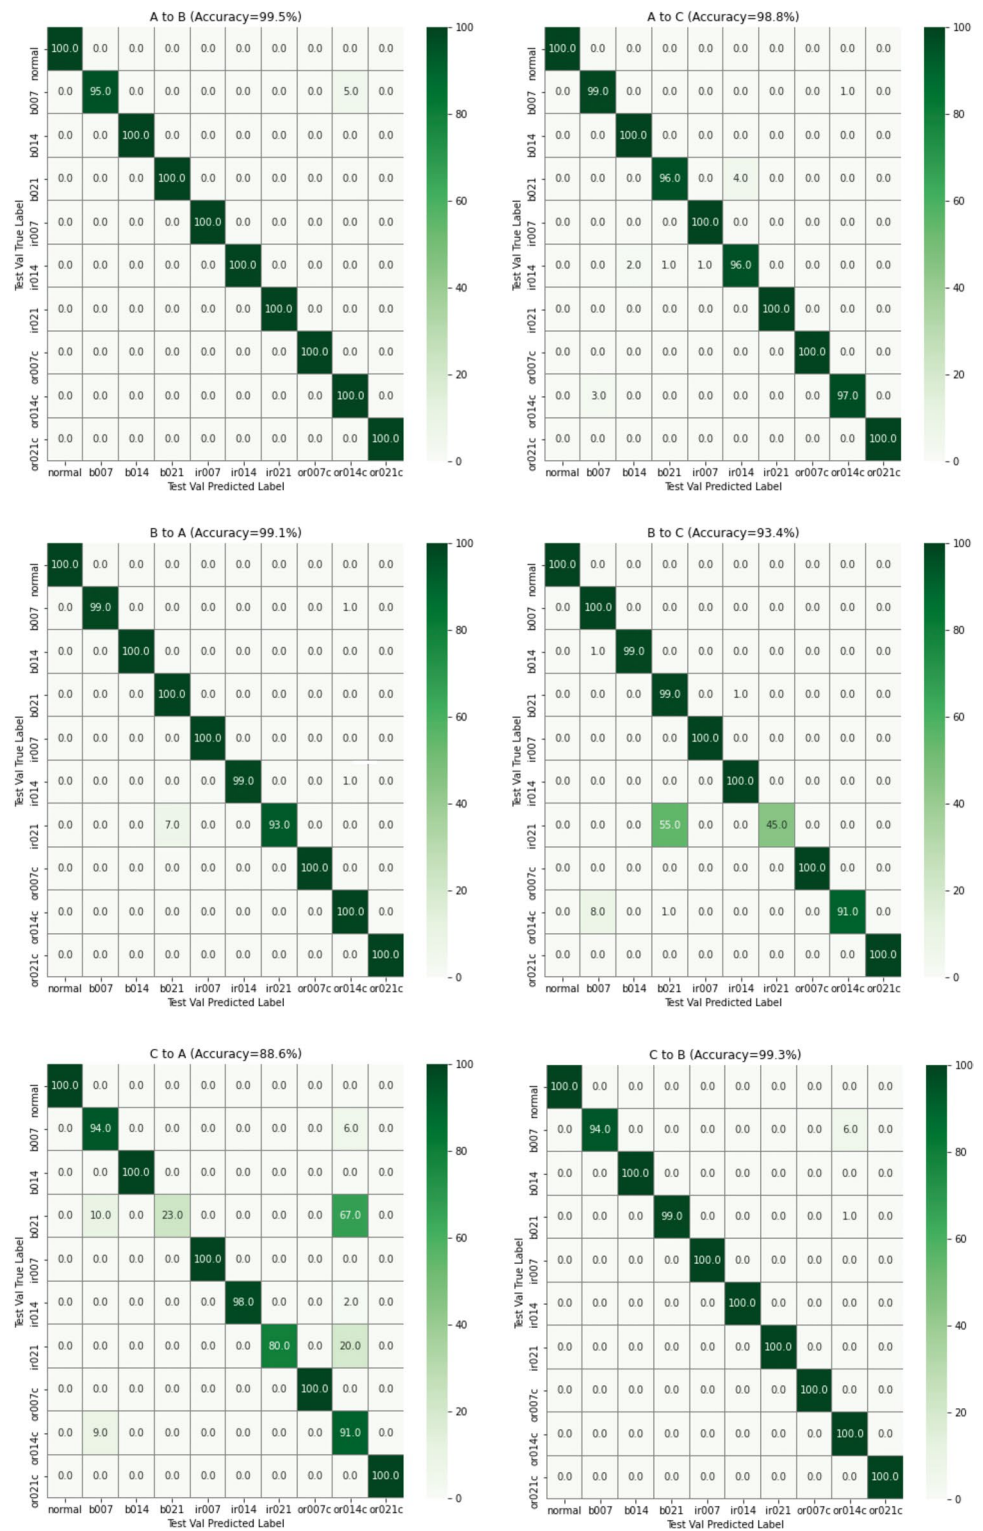 A to B (Accuracy=99.5%)
normal 100.0 0.0 0.0 0.0 0.0 0.0 0.0 0.0 0.0 0.0
b007 0.0 95.0 0.0 0.0 0.0 0.0 0.0 0.0 5.0 0.0
b014 0.0 0.0 100.0 0.0 0.0 0.0 0.0 0.0 0.0 0.0
b021 0.0 0.0 0.0 100.0 0.0 0.0 0.0 0.0 0.0 0.0
ir007 0.0 0.0 0.0 0.0 100.0 0.0 0.0 0.0 0.0 0.0
ir014 0.0 0.0 0.0 0.0 0.0 100.0 0.0 0.0 0.0 0.0
ir021 0.0 0.0 0.0 0.0 0.0 0.0 100.0 0.0 0.0 0.0
or007c 0.0 0.0 0.0 0.0 0.0 0.0 0.0 100.0 0.0 0.0
or014c 0.0 0.0 0.0 0.0 0.0 0.0 0.0 0.0 100.0 0.0
or021c 0.0 0.0 0.0 0.0 0.0 0.0 0.0 0.0 0.0 100.0
normal b007 b014 b021 ir007 ir014 ir021 or007c or014c or021c
Test Val True Label
Test Val Predicted Label
100
80
60
40
20
0
A to C (Accuracy=98.8%)
normal 100.0 0.0 0.0 0.0 0.0 0.0 0.0 0.0 0.0 0.0
b007 0.0 99.0 0.0 0.0 0.0 0.0 0.0 0.0 1.0 0.0
b014 0.0 0.0 100.0 0.0 0.0 0.0 0.0 0.0 0.0 0.0
b021 0.0 0.0 0.0 96.0 0.0 4.0 0.0 0.0 0.0 0.0
ir007 0.0 0.0 0.0 0.0 100.0 0.0 0.0 0.0 0.0 0.0
ir014 0.0 0.0 2.0 1.0 1.0 96.0 0.0 0.0 0.0 0.0
ir021 0.0 0.0 0.0 0.0 0.0 0.0 100.0 0.0 0.0 0.0
or007c 0.0 0.0 0.0 0.0 0.0 0.0 0.0 100.0 0.0 0.0
or014c 0.0 3.0 0.0 0.0 0.0 0.0 0.0 0.0 97.0 0.0
or021c 0.0 0.0 0.0 0.0 0.0 0.0 0.0 0.0 0.0 100.0
normal b007 b014 b021 ir007 ir014 ir021 or007c or014c or021c
Test Val True Label
Test Val Predicted Label
100
80
60
40
20
0
B to A (Accuracy=99.1%)
normal 100.0 0.0 0.0 0.0 0.0 0.0 0.0 0.0 0.0 0.0
b007 0.0 99.0 0.0 0.0 0.0 0.0 0.0 0.0 1.0 0.0
b014 0.0 0.0 100.0 0.0 0.0 0.0 0.0 0.0 0.0 0.0
b021 0.0 0.0 0.0 100.0 0.0 0.0 0.0 0.0 0.0 0.0
ir007 0.0 0.0 0.0 0.0 100.0 0.0 0.0 0.0 0.0 0.0
ir014 0.0 0.0 0.0 0.0 0.0 99.0 0.0 0.0 1.0 0.0
ir021 0.0 0.0 0.0 7.0 0.0 0.0 93.0 0.0 0.0 0.0
or007c 0.0 0.0 0.0 0.0 0.0 0.0 0.0 100.0 0.0 0.0
or014c 0.0 0.0 0.0 0.0 0.0 0.0 0.0 0.0 100.0 0.0
or021c 0.0 0.0 0.0 0.0 0.0 0.0 0.0 0.0 0.0 100.0
normal b007 b014 b021 ir007 ir014 ir021 or007c or014c or021c
Test Val True Label
Test Val Predicted Label
100
80
60
40
20
0
B to C (Accuracy=93.4%)
normal 100.0 0.0 0.0 0.0 0.0 0.0 0.0 0.0 0.0 0.0
b007 0.0 100.0 0.0 0.0 0.0 0.0 0.0 0.0 0.0 0.0
b014 0.0 1.0 99.0 0.0 0.0 0.0 0.0 0.0 0.0 0.0
b021 0.0 0.0 0.0 99.0 0.0 1.0 0.0 0.0 0.0 0.0
ir007 0.0 0.0 0.0 0.0 100.0 0.0 0.0 0.0 0.0 0.0
ir014 0.0 0.0 0.0 0.0 0.0 100.0 0.0 0.0 0.0 0.0
ir021 0.0 0.0 0.0 55.0 0.0 0.0 45.0 0.0 0.0 0.0
or007c 0.0 0.0 0.0 0.0 0.0 0.0 0.0 100.0 0.0 0.0
or014c 0.0 8.0 0.0 1.0 0.0 0.0 0.0 0.0 91.0 0.0
or021c 0.0 0.0 0.0 0.0 0.0 0.0 0.0 0.0 0.0 100.0
normal b007 b014 b021 ir007 ir014 ir021 or007c or014c or021c
Test Val True Label
Test Val Predicted Label
100
80
60
40
20
0
C to A (Accuracy=88.6%)
normal 100.0 0.0 0.0 0.0 0.0 0.0 0.0 0.0 0.0 0.0
b007 0.0 94.0 0.0 0.0 0.0 0.0 0.0 0.0 6.0 0.0
b014 0.0 0.0 100.0 0.0 0.0 0.0 0.0 0.0 0.0 0.0
b021 0.0 10.0 0.0 23.0 0.0 0.0 0.0 0.0 67.0 0.0
ir007 0.0 0.0 0.0 0.0 100.0 0.0 0.0 0.0 0.0 0.0
ir014 0.0 0.0 0.0 0.0 0.0 98.0 0.0 0.0 2.0 0.0
ir021 0.0 0.0 0.0 0.0 0.0 0.0 80.0 0.0 20.0 0.0
or007c 0.0 0.0 0.0 0.0 0.0 0.0 0.0 100.0 0.0 0.0
or014c 0.0 9.0 0.0 0.0 0.0 0.0 0.0 0.0 91.0 0.0
or021c 0.0 0.0 0.0 0.0 0.0 0.0 0.0 0.0 0.0 100.0
normal b007 b014 b021 ir007 ir014 ir021 or007c or014c or021c
Test Val True Label
Test Val Predicted Label
100
80
60
40
20
0
C to B (Accuracy=99.3%)
normal 100.0 0.0 0.0 0.0 0.0 0.0 0.0 0.0 0.0 0.0
b007 0.0 94.0 0.0 0.0 0.0 0.0 0.0 0.0 6.0 0.0
b014 0.0 0.0 100.0 0.0 0.0 0.0 0.0 0.0 0.0 0.0
b021 0.0 0.0 0.0 99.0 0.0 0.0 0.0 0.0 1.0 0.0
ir007 0.0 0.0 0.0 0.0 100.0 0.0 0.0 0.0 0.0 0.0
ir014 0.0 0.0 0.0 0.0 0.0 100.0 0.0 0.0 0.0 0.0
ir021 0.0 0.0 0.0 0.0 0.0 0.0 100.0 0.0 0.0 0.0
or007c 0.0 0.0 0.0 0.0 0.0 0.0 0.0 100.0 0.0 0.0
or014c 0.0 0.0 0.0 0.0 0.0 0.0 0.0 0.0 100.0 0.0
or021c 0.0 0.0 0.0 0.0 0.0 0.0 0.0 0.0 0.0 100.0
normal b007 b014 b021 ir007 ir014 ir021 or007c or014c or021c
Test Val True Label
Test Val Predicted Label
100
80
60
40
20
0